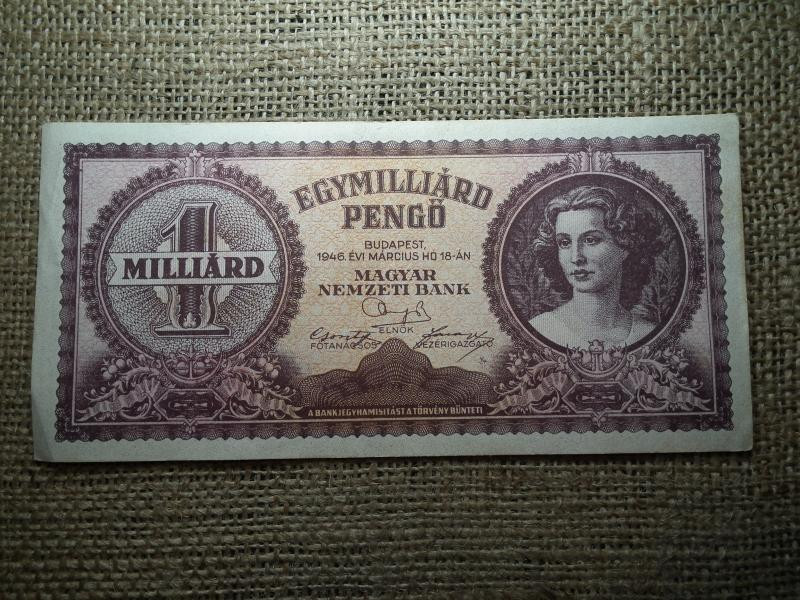 1
MILLIÁRD
EGYMILLIÁRD
PENGŐ
BUDAPEST,
1946. ÉVI MÁRCIUS HÓ 18-ÁN
MAGYAR
NEMZETI BANK
ELNÖK
FŐTANÁCSOS VEZÉRIGAZGATÓ
A BANKJEGYHAMISÍTÁST A TÖRVÉNY BÜNTETI